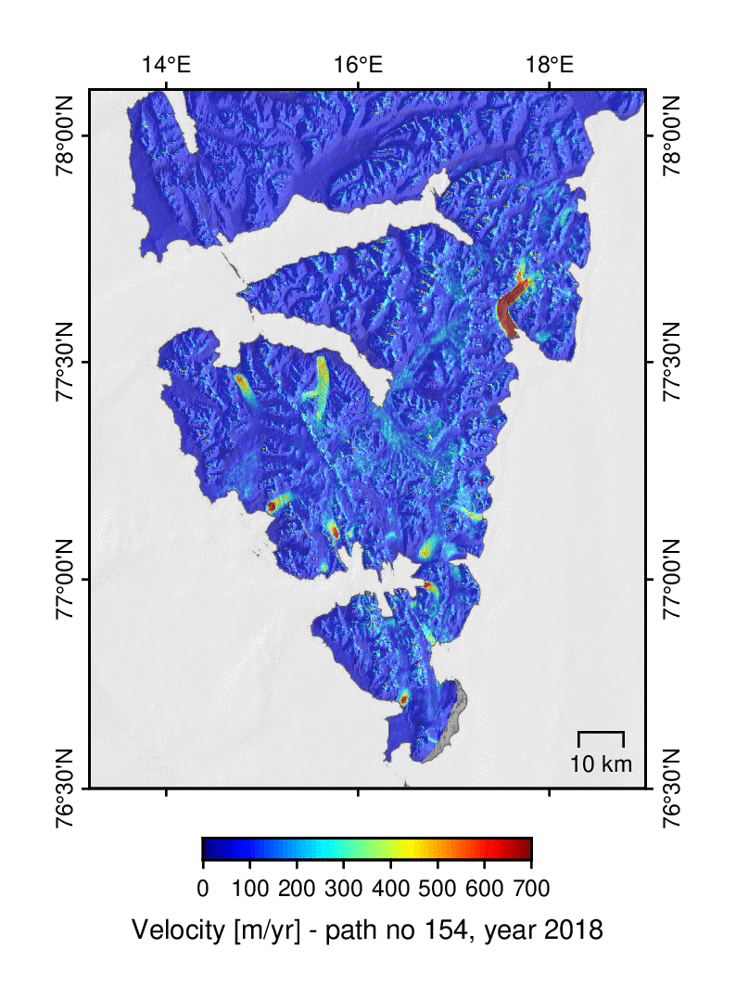 14°E 16°E 18°E
78°00'N 78°00'N
77°30'N 77°30'N
77°00'N 77°00'N
76°30'N 76°30'N
10 km
0 100 200 300 400 500 600 700
Velocity [m/yr] - path no 154, year 2018